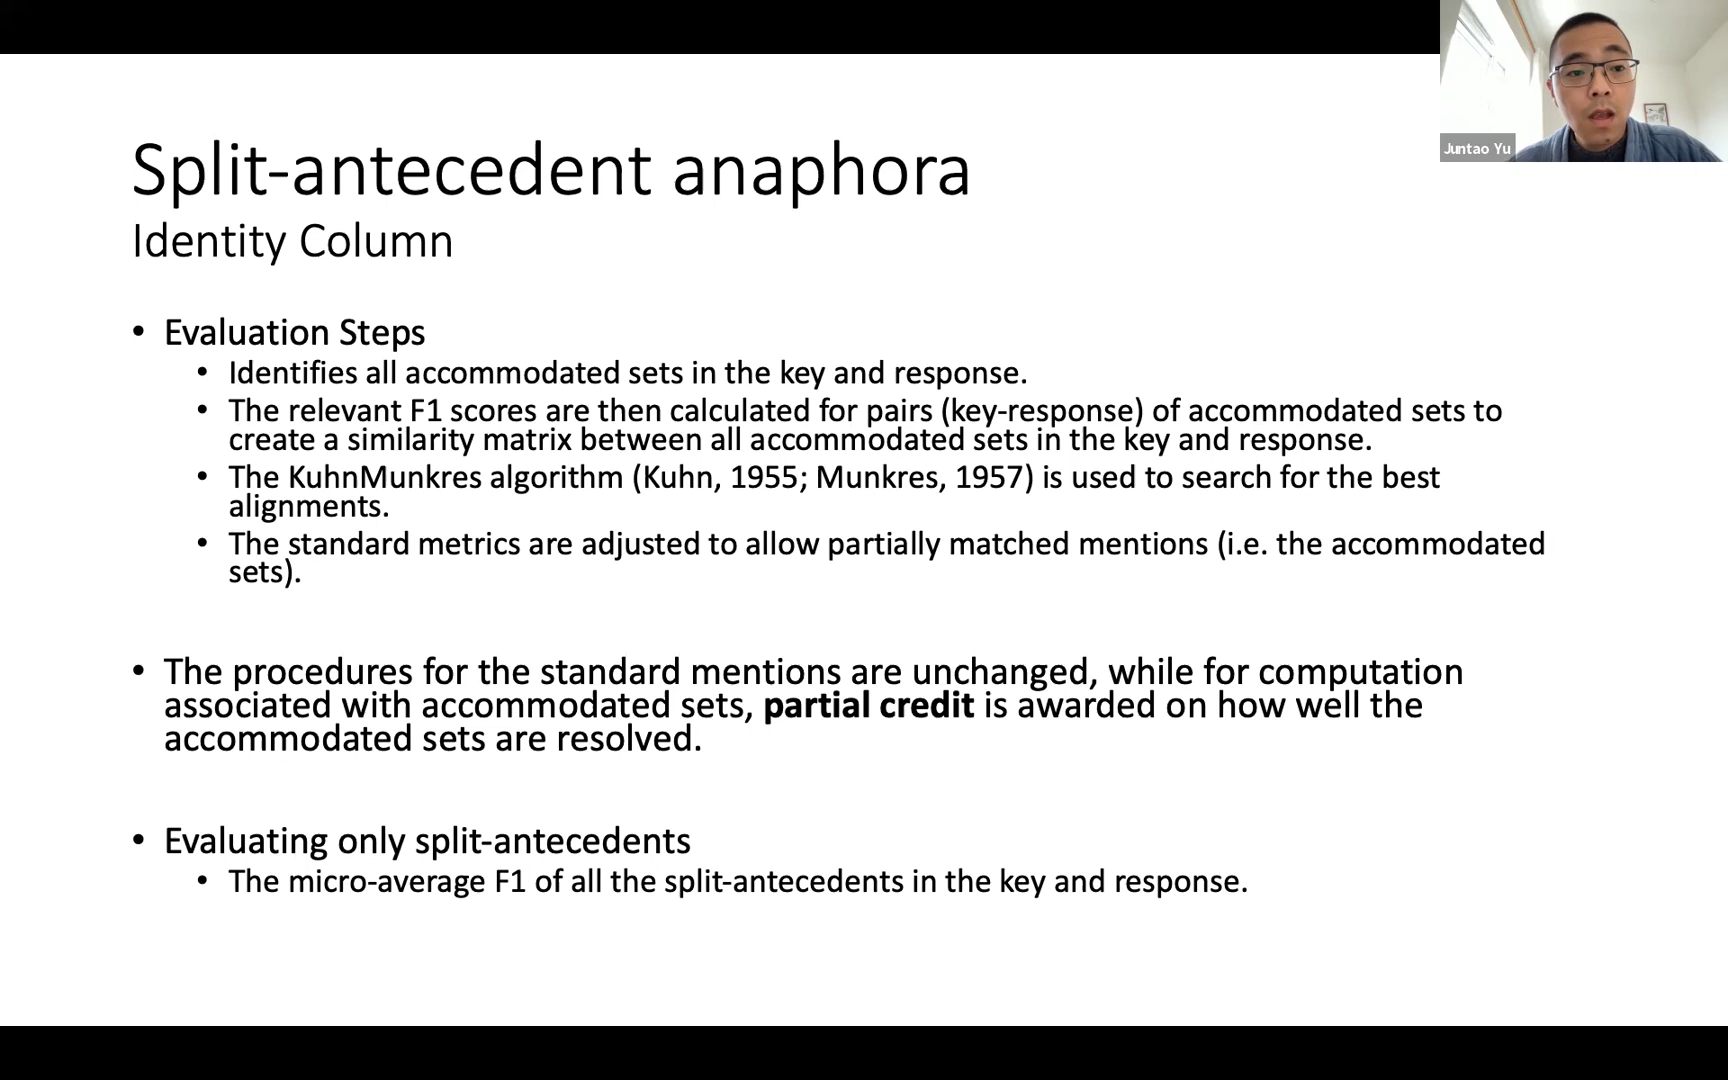 Juntao Yu
Split-antecedent anaphora
Identity Column
• Evaluation Steps
• Identifies all accommodated sets in the key and response.
• The relevant F1 scores are then calculated for pairs (key-response) of accommodated sets to
create a similarity matrix between all accommodated sets in the key and response.
• The KuhnMunkres algorithm (Kuhn, 1955; Munkres, 1957) is used to search for the best
alignments.
• The standard metrics are adjusted to allow partially matched mentions (i.e. the accommodated
sets).
• The procedures for the standard mentions are unchanged, while for computation
associated with accommodated sets, partial credit is awarded on how well the
accommodated sets are resolved.
• Evaluating only split-antecedents
• The micro-average F1 of all the split-antecedents in the key and response.